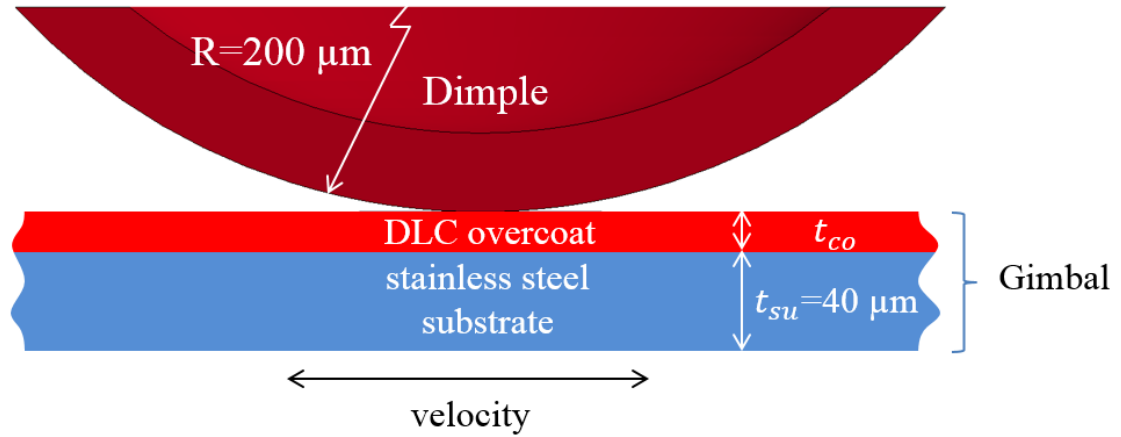 R=200 μm
Dimple
DLC overcoat
t_co
stainless steel
substrate
t_su=40 μm
Gimbal
velocity